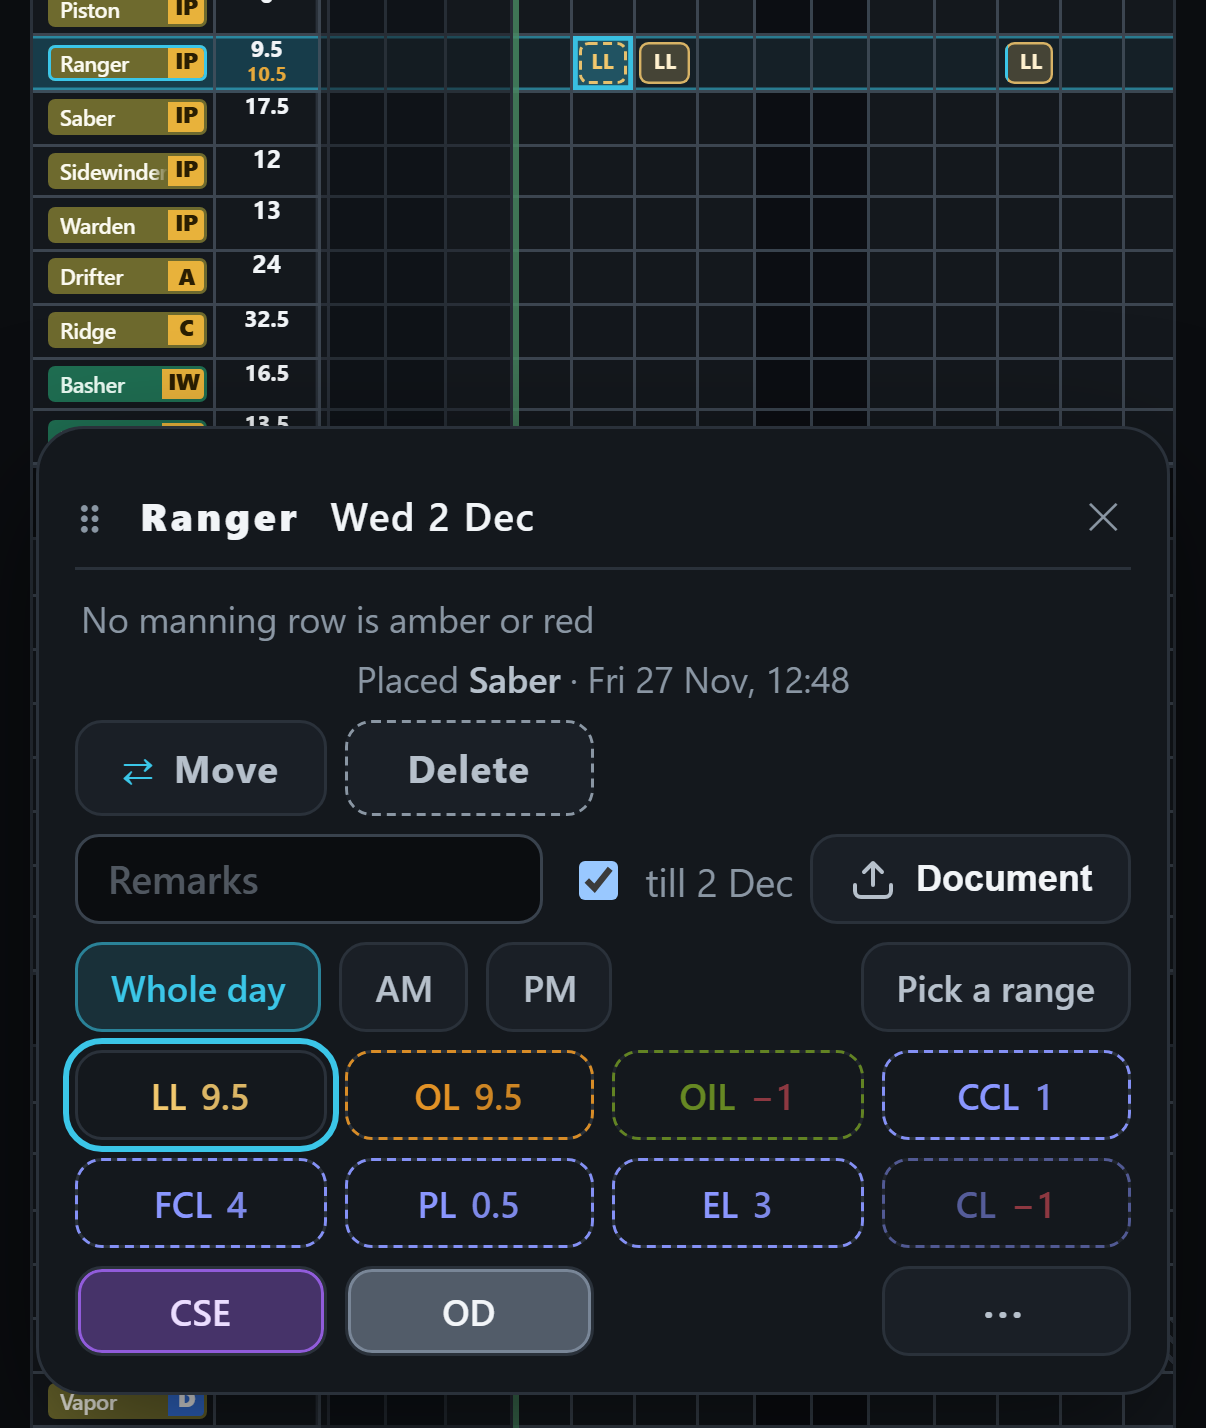 Piston IP
Ranger IP 9.5 LL LL LL
10.5
Saber IP 17.5
Sidewinder IP 12
Warden IP 13
Drifter A 24
Ridge C 32.5
Basher IW 16.5
13.5
Ranger Wed 2 Dec
No manning row is amber or red
Placed Saber · Fri 27 Nov, 12:48
Move Delete
Remarks till 2 Dec Document
Whole day AM PM Pick a range
LL 9.5 OL 9.5 OIL −1 CCL 1
FCL 4 PL 0.5 EL 3 CL −1
CSE OD ...
Vapor D